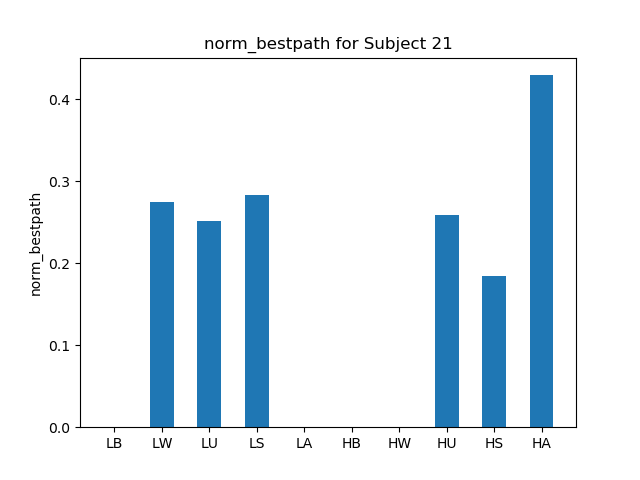 norm_bestpath for Subject 21
norm_bestpath
0.4
0.3
0.2
0.1
0.0
LB LW LU LS LA HB HW HU HS HA